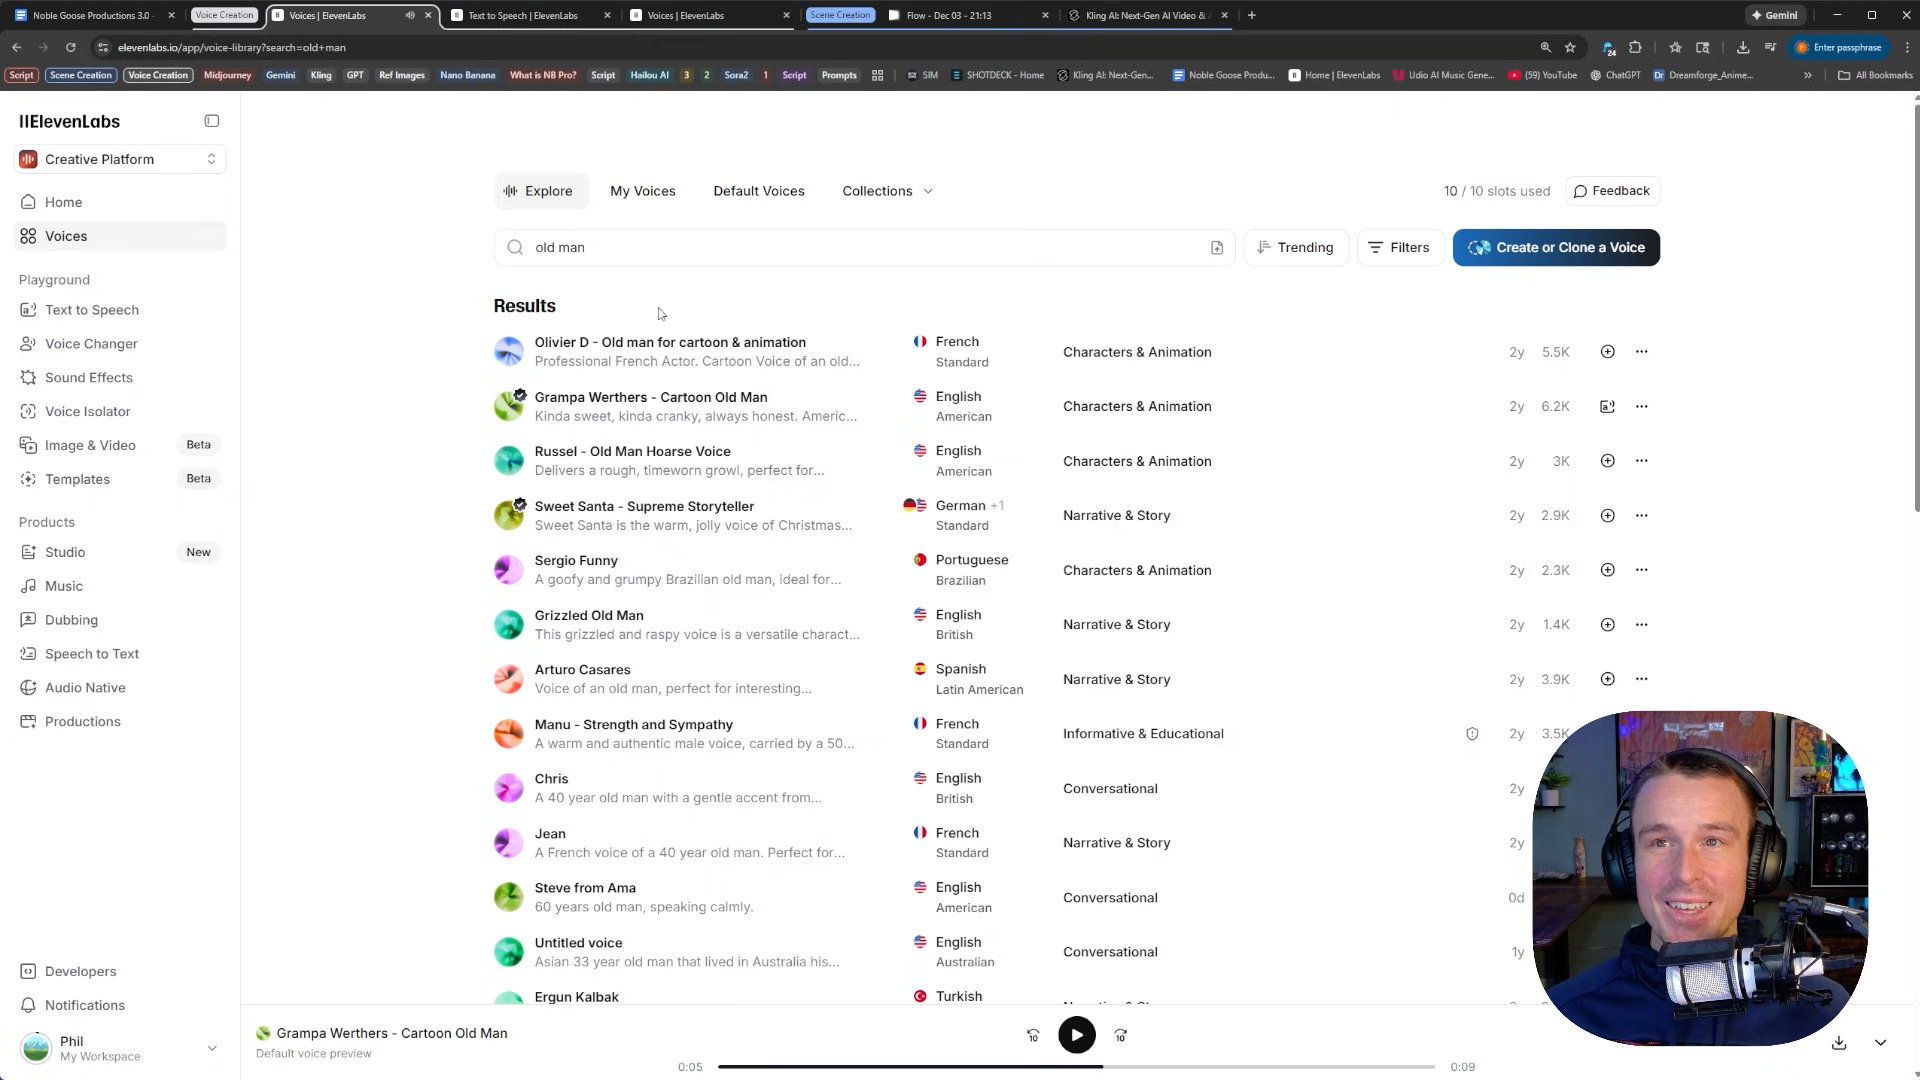 Noble Goose Productions 3.0 -
Voice Creation
Voices | ElevenLabs
Text to Speech | ElevenLabs
Voices | ElevenLabs
Scene Creation
Flow - Dec 03 - 21:13
Kling AI: Next-Gen AI Video &
Gemini
elevenlabs.io/app/voice-library?search=old+man
24
Enter passphrase
Script
Scene Creation
Voice Creation
Midjourney
Gemini
Kling
GPT
Ref Images
Nano Banana
What is NB Pro?
Script
Hailou AI
3
2
Sora2
1
Script
Prompts
SIM
SHOTDECK - Home
Kling AI: Next-Gen...
Noble Goose Produ...
Home | ElevenLabs
Udio AI Music Gene...
(59) YouTube
ChatGPT
Dr Dreamforge_Anime...
All Bookmarks
IIElevenLabs
Creative Platform
Home
Voices
Playground
Text to Speech
Voice Changer
Sound Effects
Voice Isolator
Image & Video Beta
Templates Beta
Products
Studio New
Music
Dubbing
Speech to Text
Audio Native
Productions
Developers
Notifications
Phil
My Workspace
Explore
My Voices
Default Voices
Collections
10 / 10 slots used
Feedback
old man
Trending
Filters
Create or Clone a Voice
Results
Olivier D - Old man for cartoon & animation
Professional French Actor. Cartoon Voice of an old...
French
Standard
Characters & Animation
2y 5.5K
Grampa Werthers - Cartoon Old Man
Kinda sweet, kinda cranky, always honest. Americ...
English
American
Characters & Animation
2y 6.2K
Russel - Old Man Hoarse Voice
Delivers a rough, timeworn growl, perfect for...
English
American
Characters & Animation
2y 3K
Sweet Santa - Supreme Storyteller
Sweet Santa is the warm, jolly voice of Christmas...
German +1
Standard
Narrative & Story
2y 2.9K
Sergio Funny
A goofy and grumpy Brazilian old man, ideal for...
Portuguese
Brazilian
Characters & Animation
2y 2.3K
Grizzled Old Man
This grizzled and raspy voice is a versatile charact...
English
British
Narrative & Story
2y 1.4K
Arturo Casares
Voice of an old man, perfect for interesting...
Spanish
Latin American
Narrative & Story
2y 3.9K
Manu - Strength and Sympathy
A warm and authentic male voice, carried by a 50...
French
Standard
Informative & Educational
2y 3.5K
Chris
A 40 year old man with a gentle accent from...
English
British
Conversational
2y
Jean
A French voice of a 40 year old man. Perfect for...
French
Standard
Narrative & Story
2y
Steve from Ama
60 years old man, speaking calmly.
English
American
Conversational
0d
Untitled voice
Asian 33 year old man that lived in Australia his...
English
Australian
Conversational
1y
Ergun Kalbak
Turkish
Grampa Werthers - Cartoon Old Man
Default voice preview
10
10
0:05
0:09